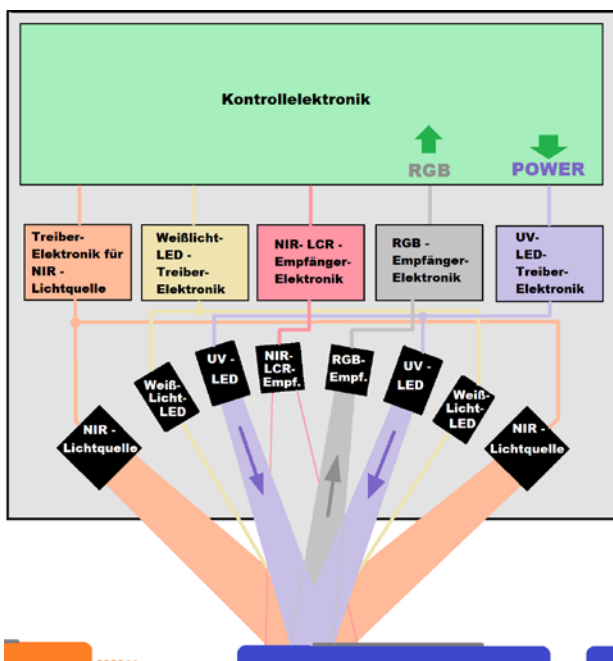 Kontrollelektronik
RGB
POWER
Treiber-
Elektronik für
NIR -
Lichtquelle
Weißlicht-
LED -
Treiber-
Elektronik
NIR- LCR -
Empfänger-
Elektronik
RGB -
Empfänger-
Elektronik
UV-
LED-
Treiber-
Elektronik
NIR -
Lichtquelle
Weiß-
Licht-
LED
UV -
LED
NIR-
LCR-
Empf.
RGB-
Empf.
UV -
LED
Weiß-
Licht-
LED
NIR -
Lichtquelle